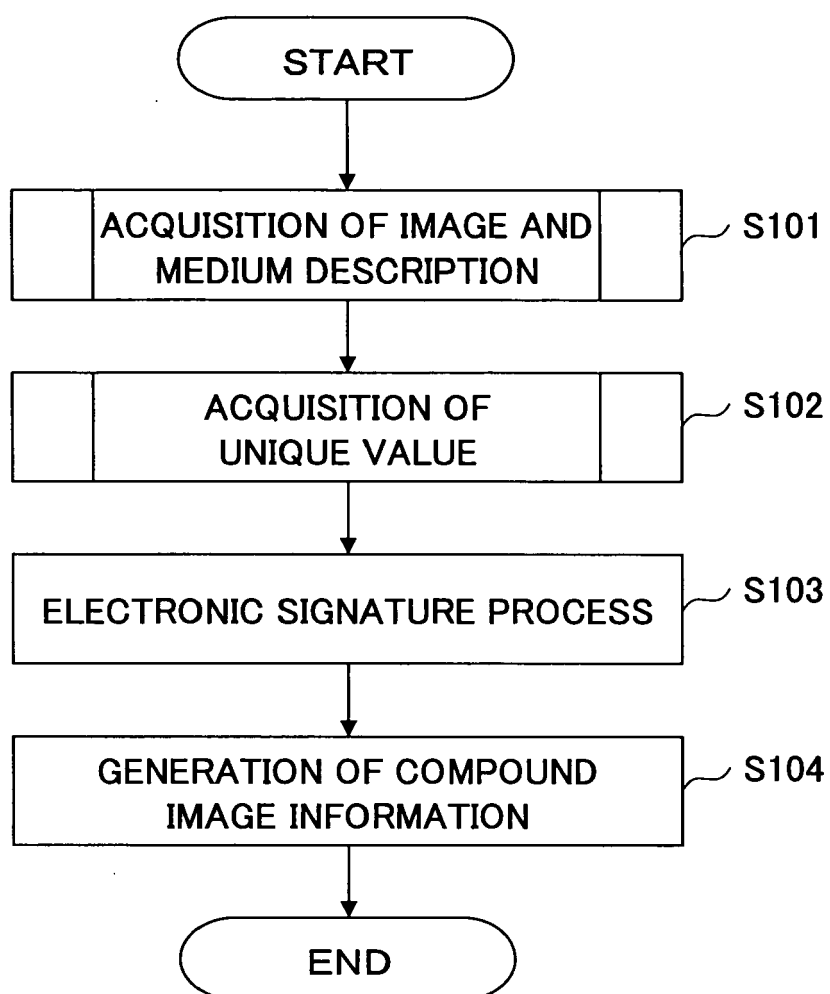 START
ACQUISITION OF IMAGE AND
MEDIUM DESCRIPTION
S101
ACQUISITION OF
UNIQUE VALUE
S102
ELECTRONIC SIGNATURE PROCESS
S103
GENERATION OF COMPOUND
IMAGE INFORMATION
S104
END